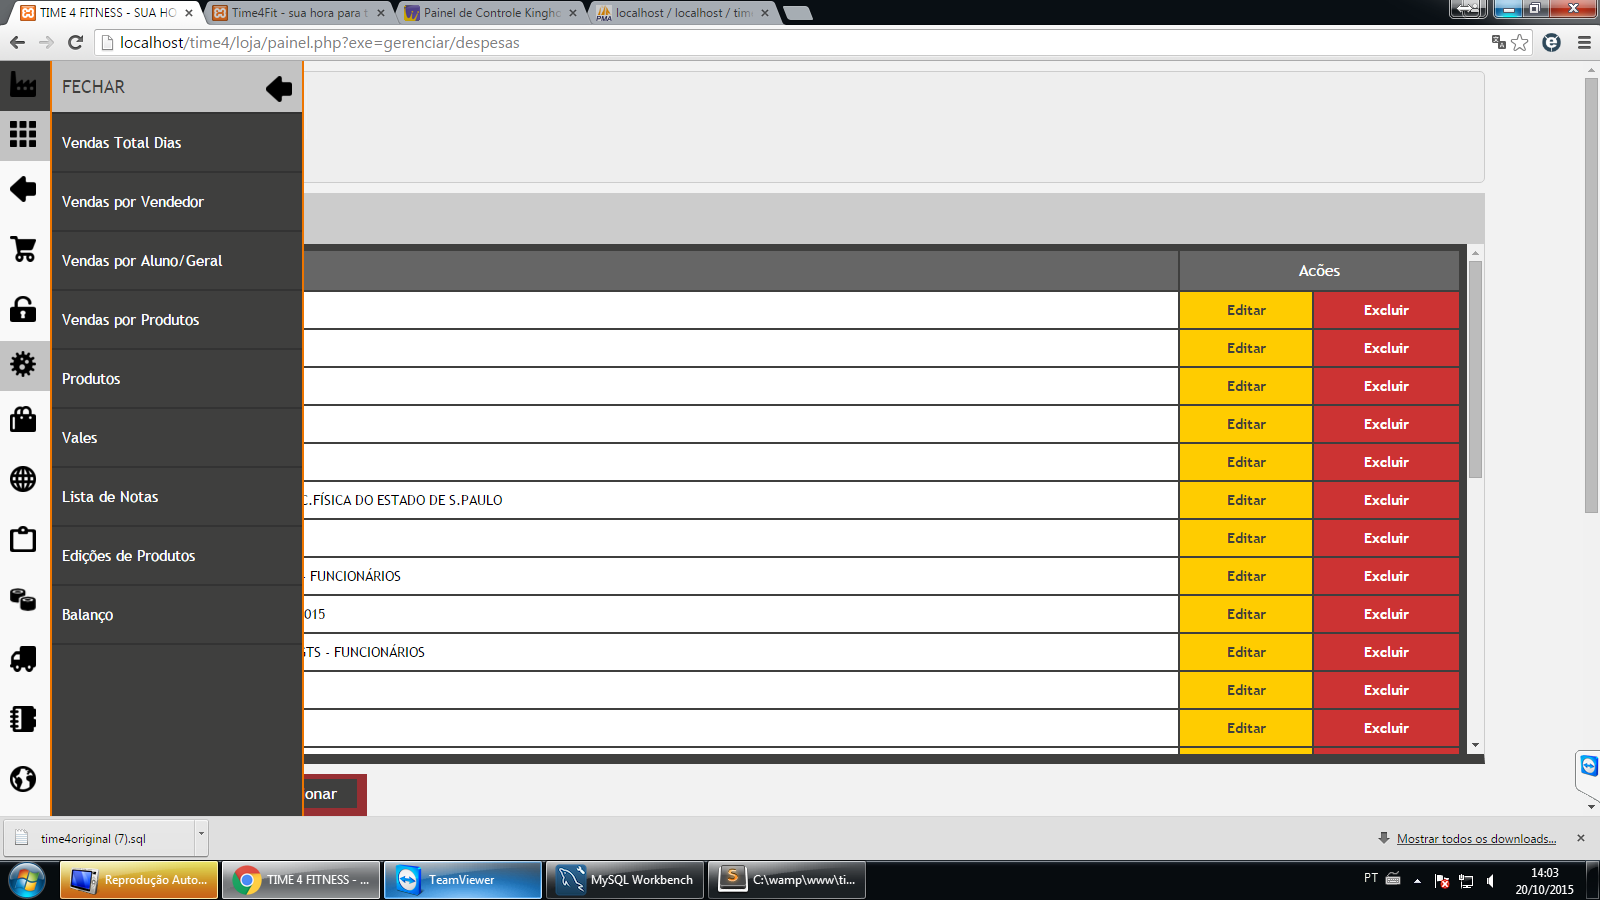 TIME 4 FITNESS - SUA HO
Time4Fit - sua hora para t
Painel de Controle Kingho
localhost / localhost / time
localhost/time4/loja/painel.php?exe=gerenciar/despesas
FECHAR
Vendas Total Dias
Vendas por Vendedor
Vendas por Aluno/Geral
Vendas por Produtos
Produtos
Vales
Lista de Notas
Edições de Produtos
Balanço
Acões
Editar Excluir
Editar Excluir
Editar Excluir
Editar Excluir
Editar Excluir
C.FÍSICA DO ESTADO DE S.PAULO Editar Excluir
Editar Excluir
- FUNCIONÁRIOS Editar Excluir
015 Editar Excluir
GTS - FUNCIONÁRIOS Editar Excluir
Editar Excluir
Editar Excluir
onar
time4original (7).sql
Mostrar todos os downloads...
Reprodução Auto...
TIME 4 FITNESS - ...
TeamViewer
MySQL Workbench
C:\wamp\www\ti...
PT
14:03
20/10/2015